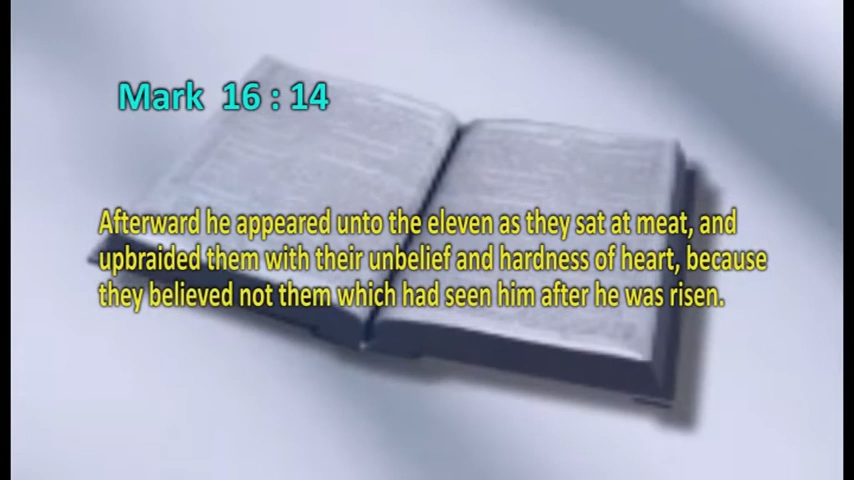 Mark 16 : 14
Afterward he appeared unto the eleven as they sat at meat, and
upbraided them with their unbelief and hardness of heart, because
they believed not them which had seen him after he was risen.